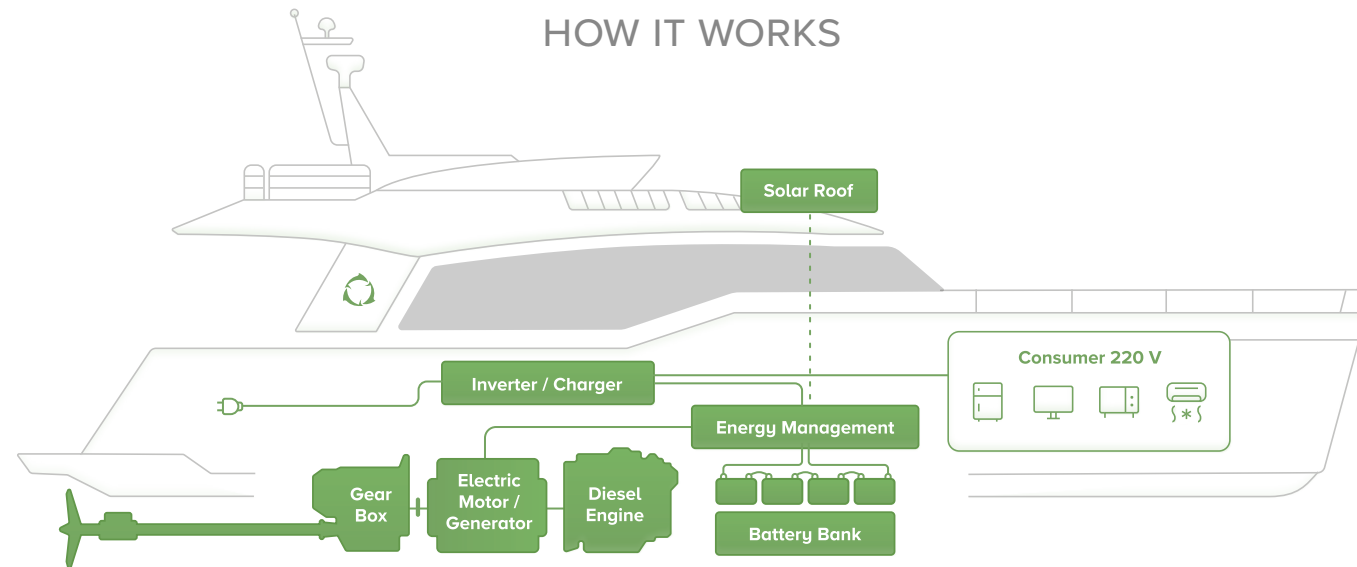 HOW IT WORKS
Solar Roof
Consumer 220 V
Inverter / Charger
Energy Management
Gear
Box
Electric
Motor /
Generator
Diesel
Engine
Battery Bank